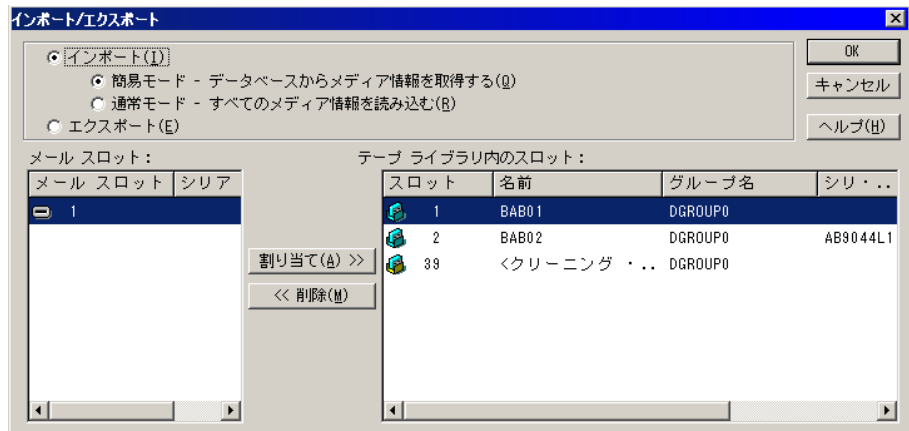 インポート/エクスポート
インポート(I)
簡易モード - データベースからメディア情報を取得する(Q)
通常モード - すべてのメディア情報を読み込む(R)
エクスポート(E)
OK
キャンセル
ヘルプ(H)
メール スロット:
メール スロット シリア
1
割り当て(A) >>
<< 削除(M)
テープ ライブラリ内のスロット:
スロット 名前 グループ名 シリ・..
1 BAB01 DGROUP0
2 BAB02 DGROUP0 AB9044L1
39 <クリーニング ・.. DGROUP0